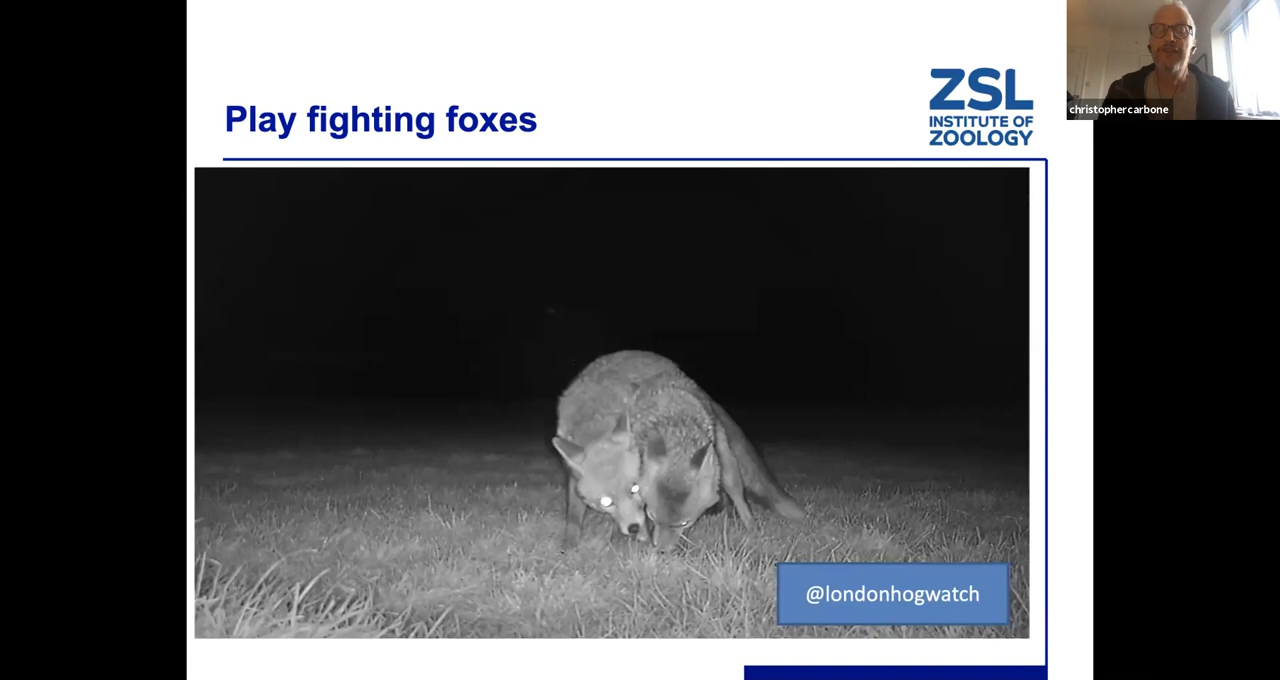 Play fighting foxes
ZSL
INSTITUTE OF
ZOOLOGY
christophercarbone
@londonhogwatch